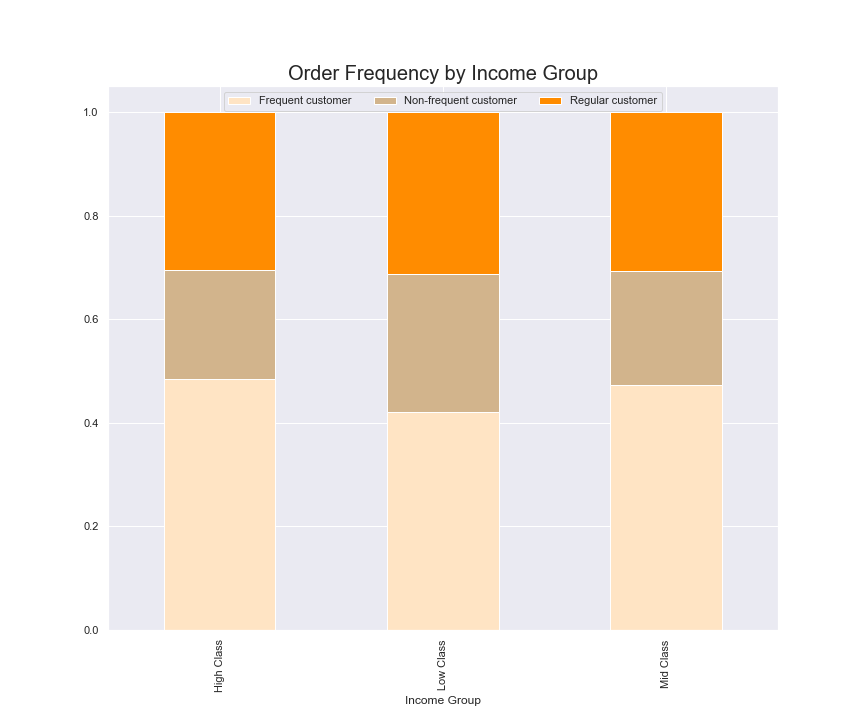 Order Frequency by Income Group
Frequent customer Non-frequent customer Regular customer
1.0
0.8
0.6
0.4
0.2
0.0
High Class Low Class Mid Class
Income Group